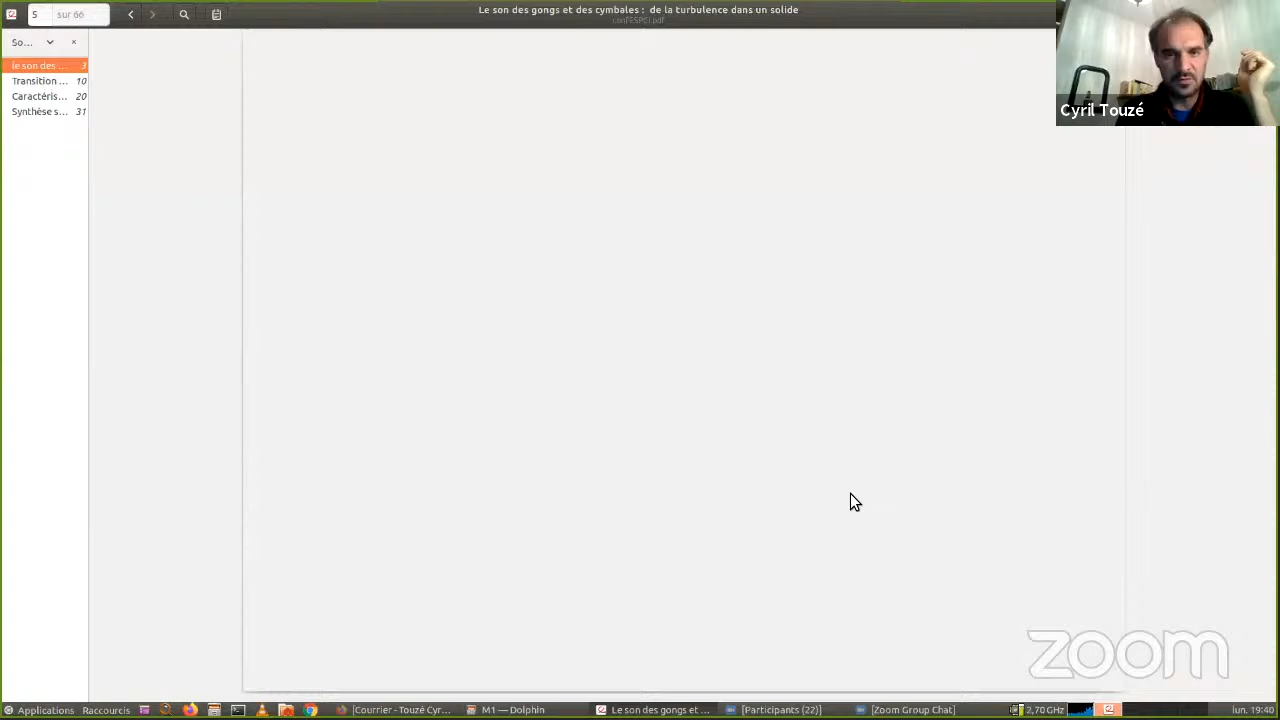 5 sur 66
Le son des gongs et des cymbales : de la turbulence dans un solide
confESPCI.pdf
So...
le son des ... 3
Transition ... 10
Caractéris... 20
Synthèse s... 31
Cyril Touzé
zoom
Applications Raccourcis [Courrier - Touzé Cyr... M1 — Dolphin Le son des gongs et ... [Participants (22)] [Zoom Group Chat] 2,70 GHz lun. 19:40